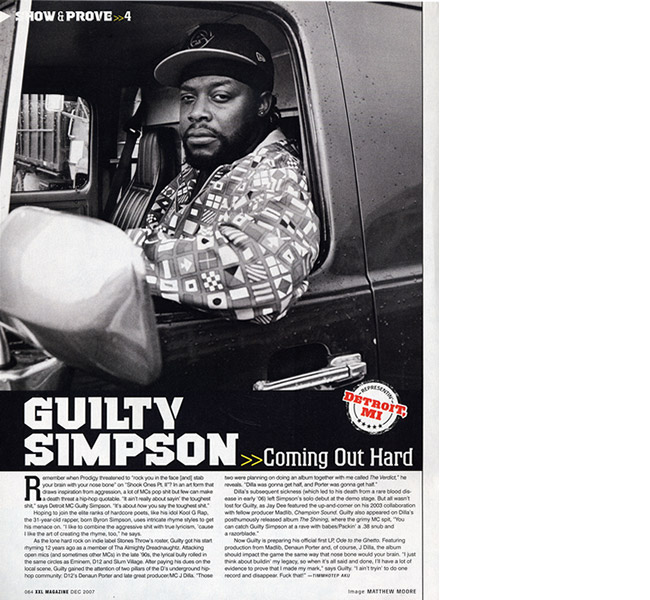 SHOW & PROVE >> 4
REPRESENTIN'
DETROIT,
MI
GUILTY
SIMPSON >> Coming Out Hard
Remember when Prodigy threatened to "rock you in the face [and] stab
your brain with your nose bone" on "Shook Ones Pt. II"? In an art form that
draws inspiration from aggression, a lot of MCs pop shit but few can make
a death threat a hip-hop quotable. "It ain't really about sayin' the toughest
shit," says Detroit MC Guilty Simpson. "It's about how you say the toughest shit."
Hoping to join the elite ranks of hardcore poets, like his idol Kool G Rap,
the 31-year-old rapper, born Byron Simpson, uses intricate rhyme styles to get
his menace on. "I like to combine the aggressive shit with true lyricism, 'cause
I like the art of creating the rhyme, too," he says.
As the lone hard rock on indie label Stones Throw's roster, Guilty got his start
rhyming 12 years ago as a member of Tha Almighty Dreadnaughtz. Attacking
open mics (and sometimes other MCs) in the late '90s, the lyrical bully rolled in
the same circles as Eminem, D12 and Slum Village. After paying his dues on the
local scene, Guilty gained the attention of two pillars of the D's underground hip-
hop community: D12's Denaun Porter and late great producer/MC J Dilla. "Those
two were planning on doing an album together with me called The Verdict," he
reveals. "Dilla was gonna get half, and Porter was gonna get half."
Dilla's subsequent sickness (which led to his death from a rare blood dis-
ease in early '06) left Simpson's solo debut at the demo stage. But all wasn't
lost for Guilty, as Jay Dee featured the up-and-comer on his 2003 collaboration
with fellow producer Madlib, Champion Sound. Guilty also appeared on Dilla's
posthumously released album The Shining, where the grimy MC spit, "You
can catch Guilty Simpson at a rave with babes/Packin' a .38 snub and
a razorblade."
Now Guilty is preparing his official first LP, Ode to the Ghetto. Featuring
production from Madlib, Denaun Porter and, of course, J Dilla, the album
should impact the game the same way that nose bone would your brain. "I just
think about buildin' my legacy, so when it's all said and done, I'll have a lot of
evidence to prove that I made my mark," says Guilty. "I ain't tryin' to do one
record and disappear. Fuck that!" —TIMMHOTEP AKU
064 XXL MAGAZINE DEC 2007
Image MATTHEW MOORE